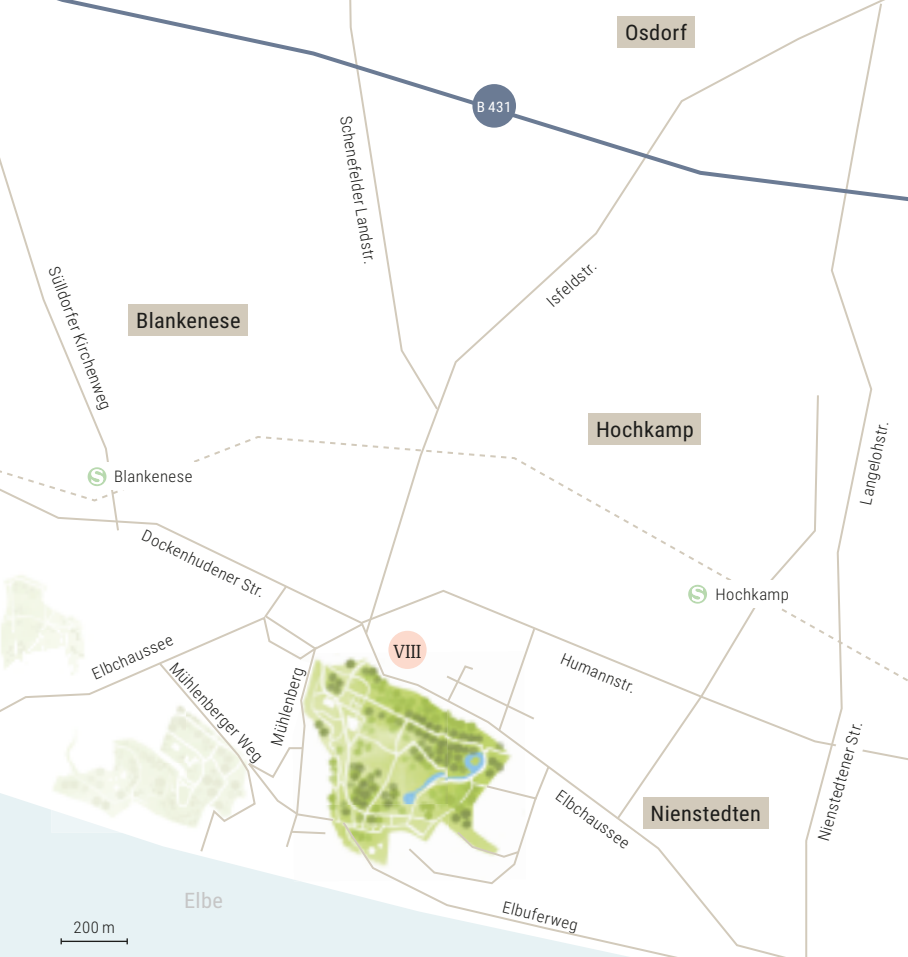 Osdorf
B 431
Schenefelder Landstr.
Isfeldstr.
Sülldorfer Kirchenweg
Blankenese
Hochkamp
Langelohstr.
S Blankenese
Dockenhudener Str.
S Hochkamp
Elbchaussee
VIII
Humannstr.
Mühlenberger Weg
Mühlenberg
Elbchaussee
Nienstedten
Nienstedtener Str.
Elbe
Elbuferweg
200 m